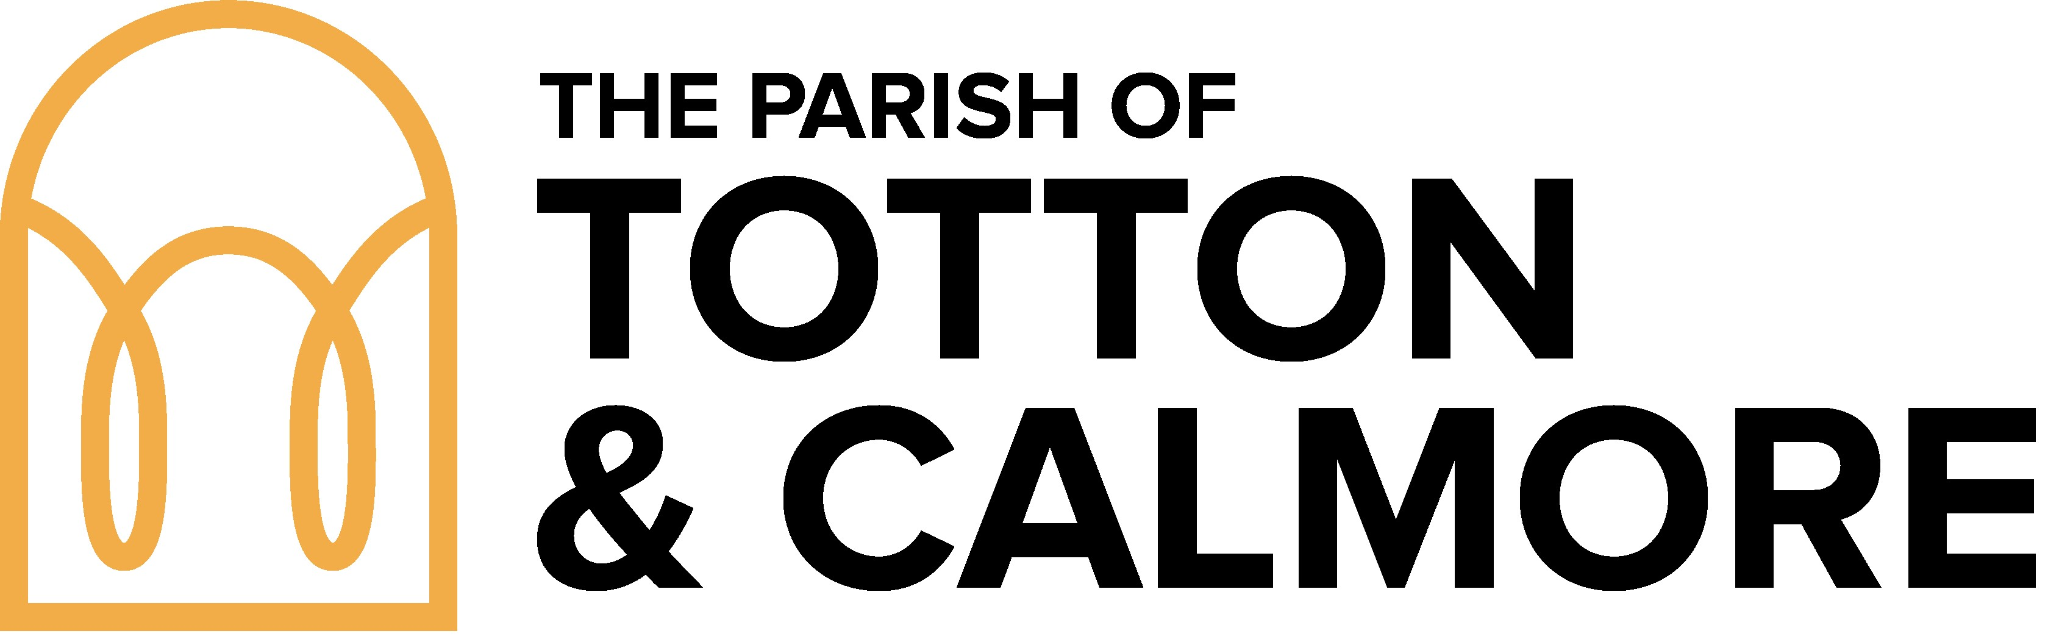 THE PARISH OF
TOTTON
& CALMORE